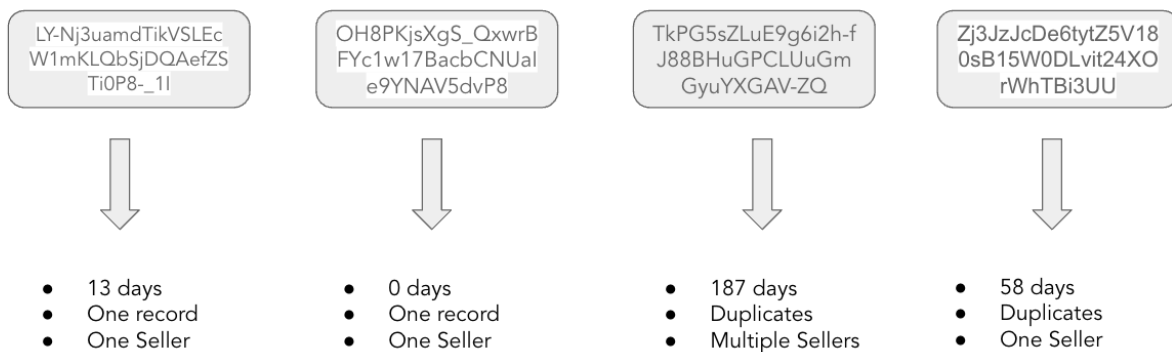 LY-Nj3uamdTikVSLEc
W1mKLQbSjDQAefZS
Ti0P8-_1I
OH8PKjsXgS_QxwrB
FYc1w17BacbCNUaI
e9YNAV5dvP8
TkPG5sZLuE9g6i2h-f
J88BHuGPCLUuGm
GyuYXGAV-ZQ
Zj3JzJcDe6tytZ5V18
0sB15W0DLvit24XO
rWhTBi3UU
● 13 days
● One record
● One Seller
● 0 days
● One record
● One Seller
● 187 days
● Duplicates
● Multiple Sellers
● 58 days
● Duplicates
● One Seller